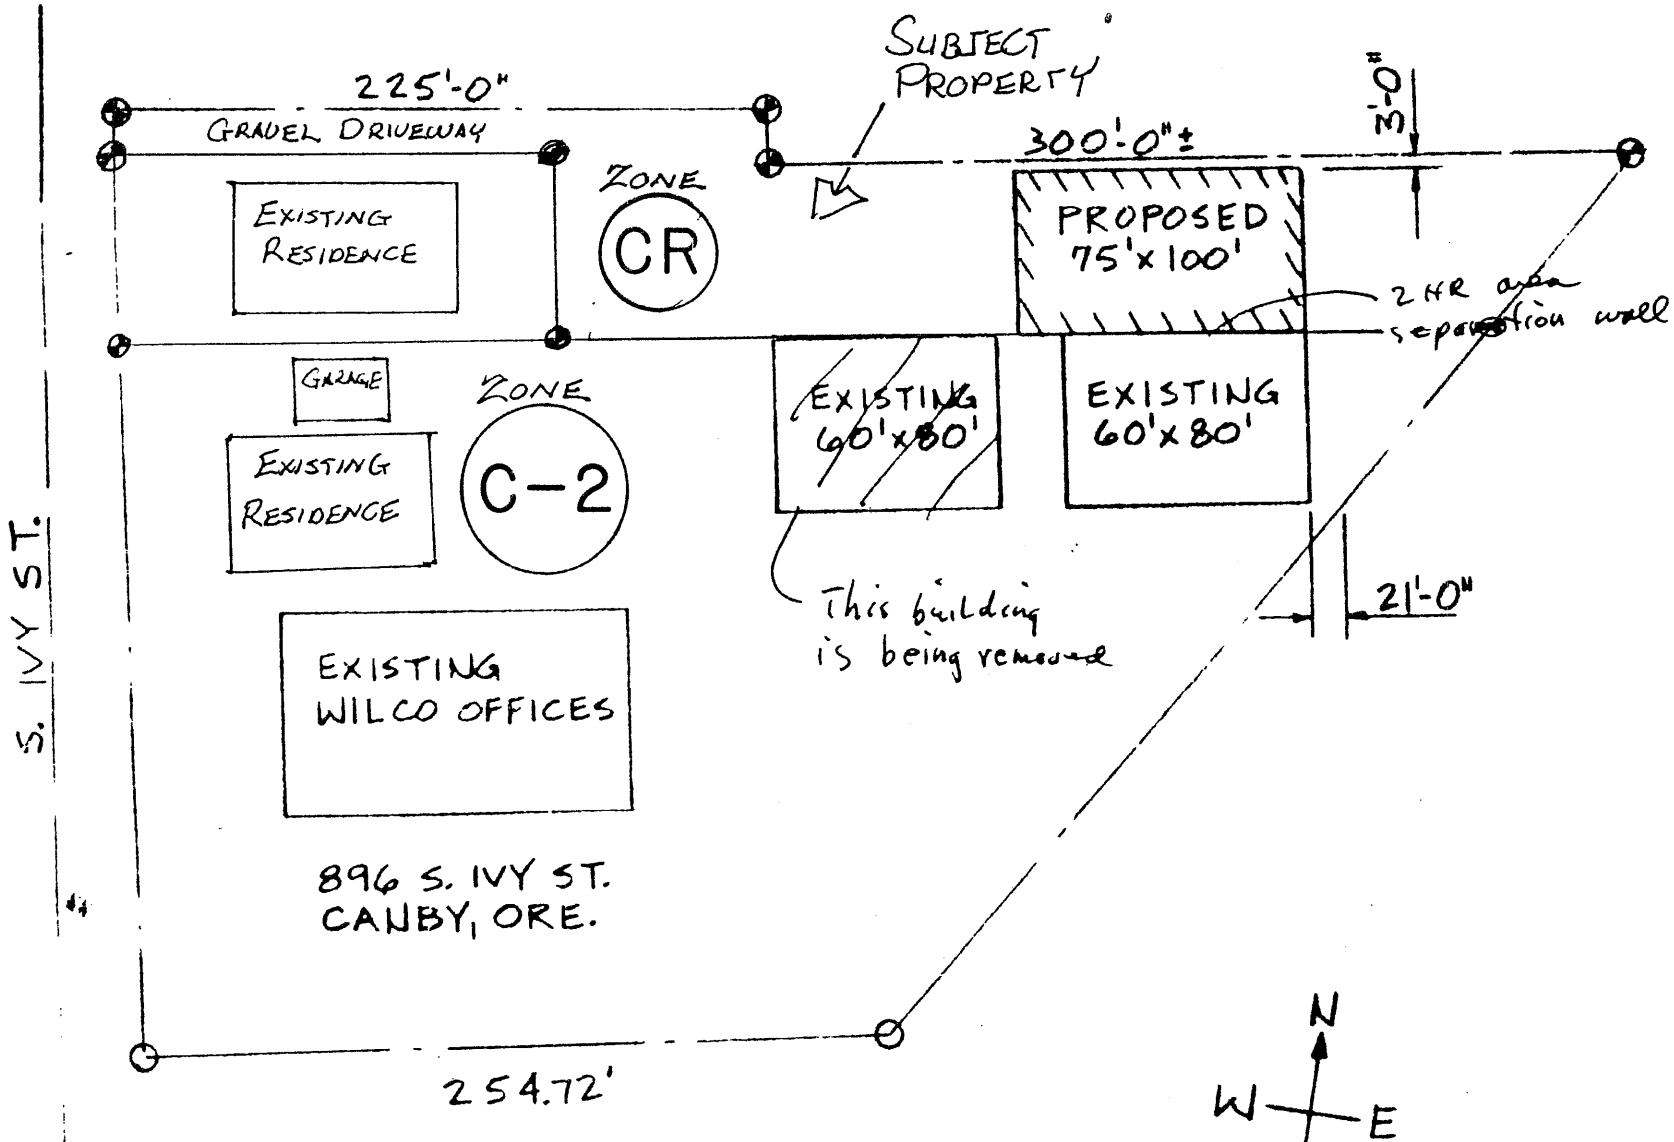 SUBJECT
PROPERTY
225'-0"
GRAVEL DRIVEWAY
300'-0"±
3'-0"
ZONE
CR
EXISTING
RESIDENCE
PROPOSED
75'x100'
2 HR area
separation wall
GARAGE
ZONE
C-2
EXISTING
60'x80'
EXISTING
60'x80'
EXISTING
RESIDENCE
S. IVY ST.
This building
is being removed
21'-0"
EXISTING
WILCO OFFICES
896 S. IVY ST.
CANBY, ORE.
254.72'
N
W
E